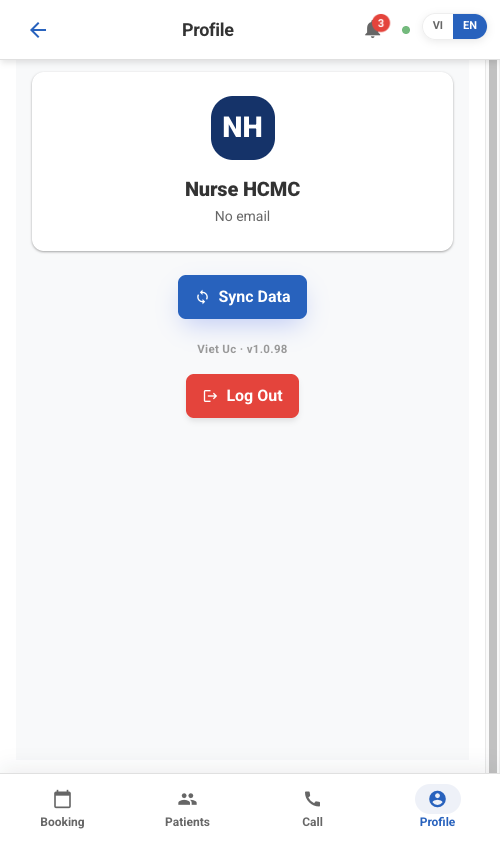 Profile
3
VI
EN
NH
Nurse HCMC
No email
Sync Data
Viet Uc · v1.0.98
Log Out
Booking
Patients
Call
Profile